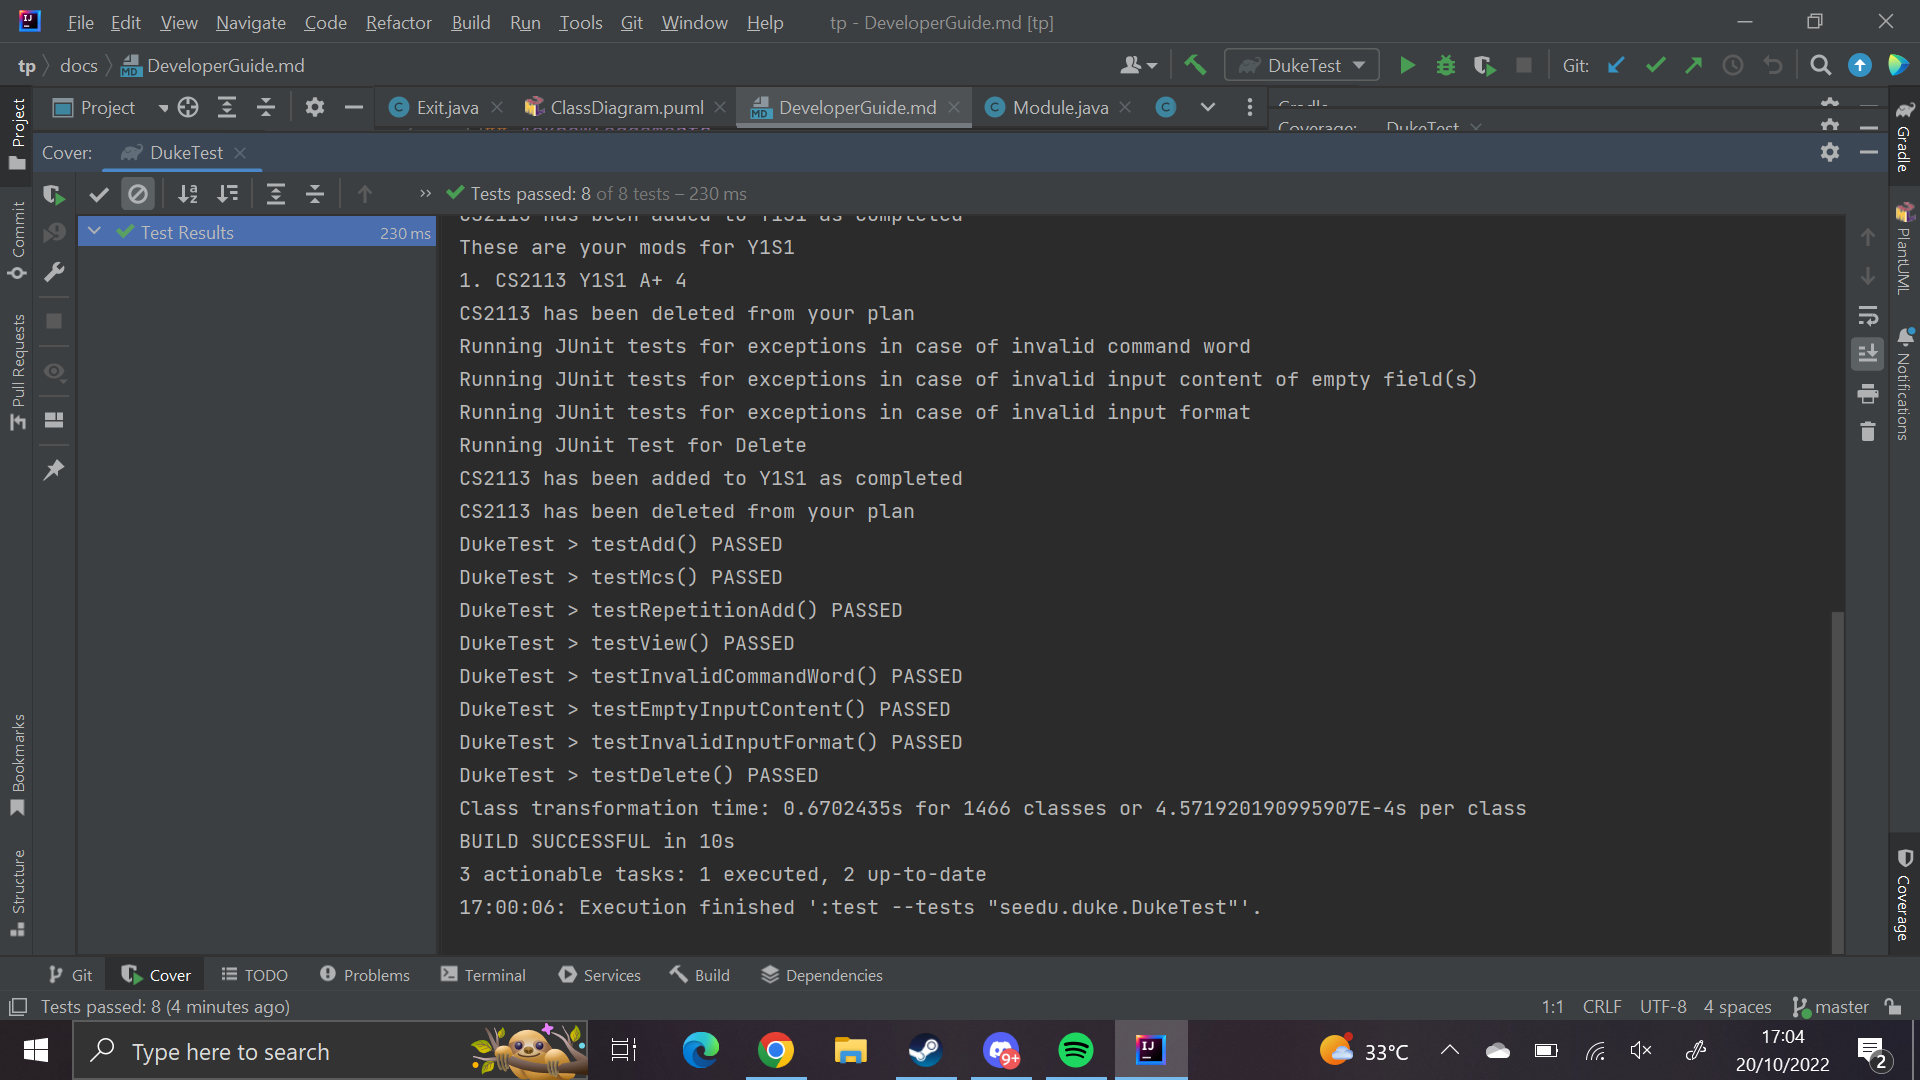 File Edit View Navigate Code Refactor Build Run Tools Git Window Help tp - DeveloperGuide.md [tp]
tp docs DeveloperGuide.md DukeTest Git:
Project Exit.java ClassDiagram.puml DeveloperGuide.md Module.java Gradle
Coverage: DukeTest
Cover: DukeTest
Tests passed: 8 of 8 tests – 230 ms
Test Results 230 ms
CS2113 has been added to Y1S1 as completed
These are your mods for Y1S1
1. CS2113 Y1S1 A+ 4
CS2113 has been deleted from your plan
Running JUnit tests for exceptions in case of invalid command word
Running JUnit tests for exceptions in case of invalid input content of empty field(s)
Running JUnit tests for exceptions in case of invalid input format
Running JUnit Test for Delete
CS2113 has been added to Y1S1 as completed
CS2113 has been deleted from your plan
DukeTest > testAdd() PASSED
DukeTest > testMcs() PASSED
DukeTest > testRepetitionAdd() PASSED
DukeTest > testView() PASSED
DukeTest > testInvalidCommandWord() PASSED
DukeTest > testEmptyInputContent() PASSED
DukeTest > testInvalidInputFormat() PASSED
DukeTest > testDelete() PASSED
Class transformation time: 0.6702435s for 1466 classes or 4.571920190995907E-4s per class
BUILD SUCCESSFUL in 10s
3 actionable tasks: 1 executed, 2 up-to-date
17:00:06: Execution finished ':test --tests "seedu.duke.DukeTest"'.
Project
Commit
Pull Requests
Bookmarks
Structure
Gradle
PlantUML
Notifications
Coverage
Git Cover TODO Problems Terminal Services Build Dependencies
Tests passed: 8 (4 minutes ago) 1:1 CRLF UTF-8 4 spaces master
Type here to search 9+ 33°C 17:04
20/10/2022 2